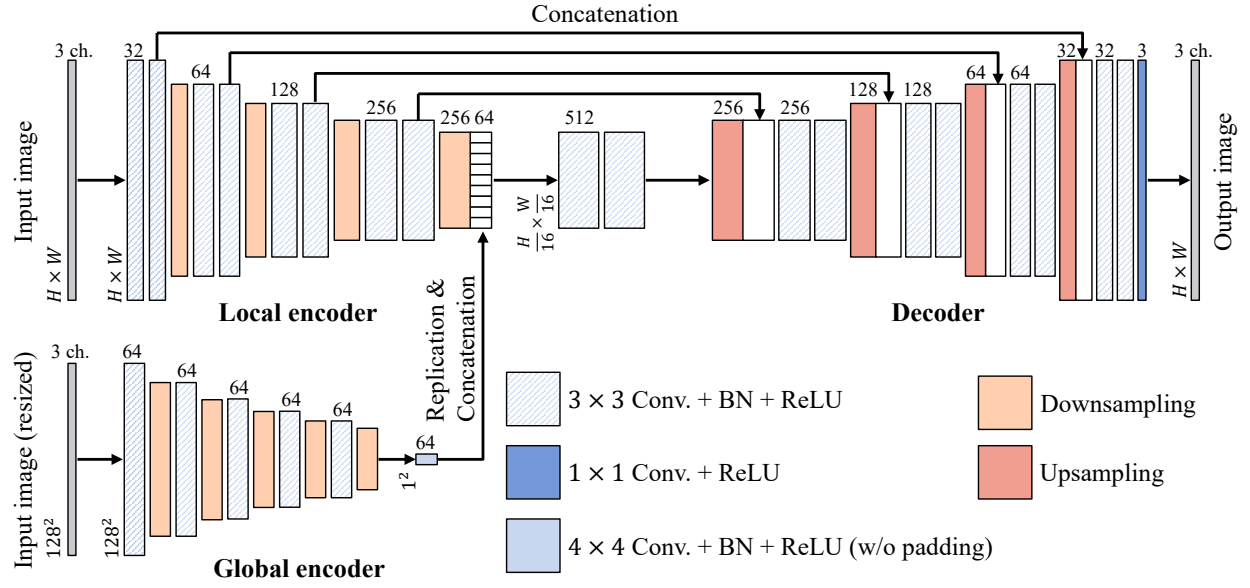 Concatenation
3 ch.
32
64
128
256
256 64
512
256
256
128
128
64
64
32 32 3
3 ch.
Input image
H × W
H × W
H/16 × W/16
H × W
Output image
Local encoder
Decoder
Replication &
Concatenation
3 ch.
64
64
64
64
64
64
Input image (resized)
128²
128²
1²
Global encoder
3 × 3 Conv. + BN + ReLU
1 × 1 Conv. + ReLU
4 × 4 Conv. + BN + ReLU (w/o padding)
Downsampling
Upsampling